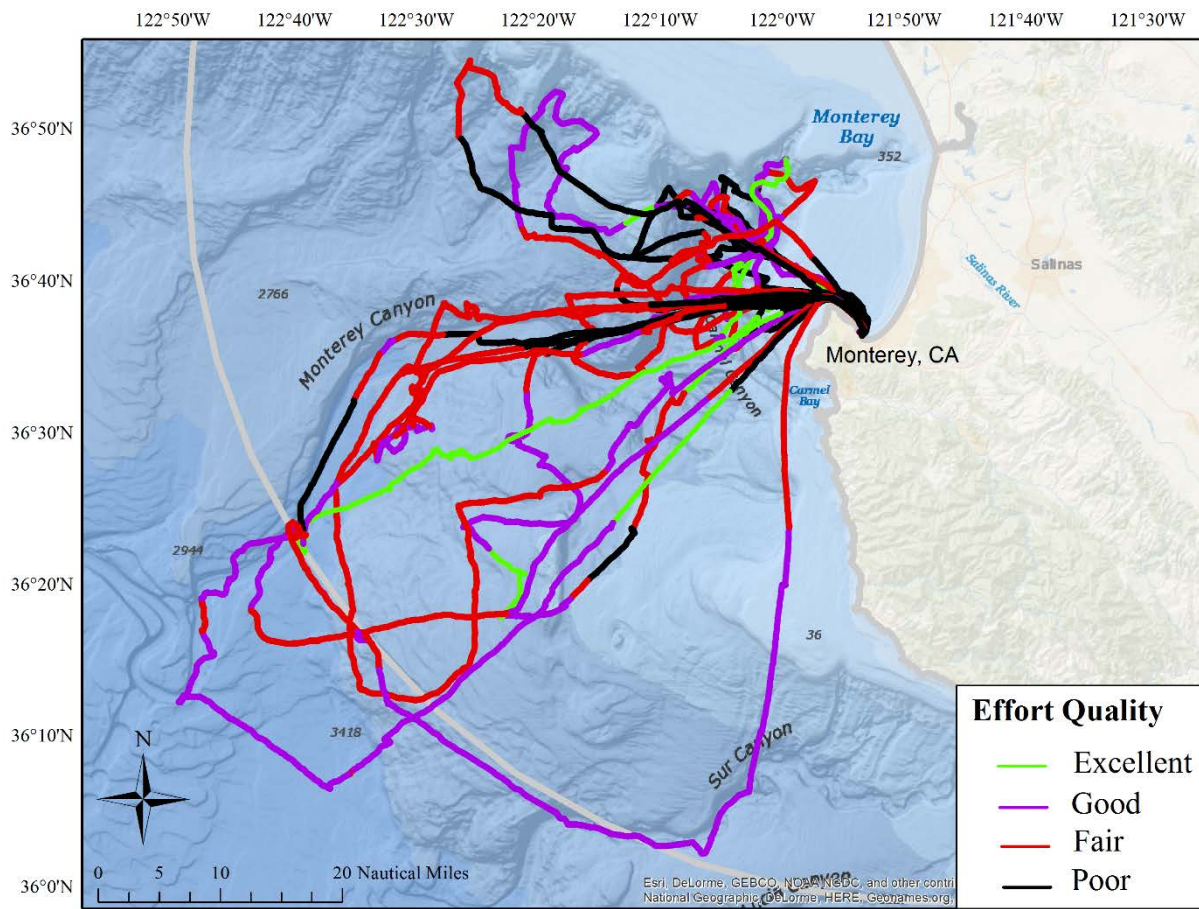 122°50'W 122°40'W 122°30'W 122°20'W 122°10'W 122°0'W 121°50'W 121°40'W 121°30'W
36°50'N
Monterey
Bay
352
36°40'N
Salinas
Salinas River
2766
Monterey Canyon
Monterey, CA
Canyon
Carmel
Bay
36°30'N
2944
36°20'N
36
36°10'N
3418
Sur Canyon
N
0 5 10 20 Nautical Miles
36°0'N
Effort Quality
Excellent
Good
Fair
Poor
Esri, DeLorme, GEBCO, NOAA NGDC, and other contri
National Geographic, DeLorme, HERE, Geonames.org,
Canyon